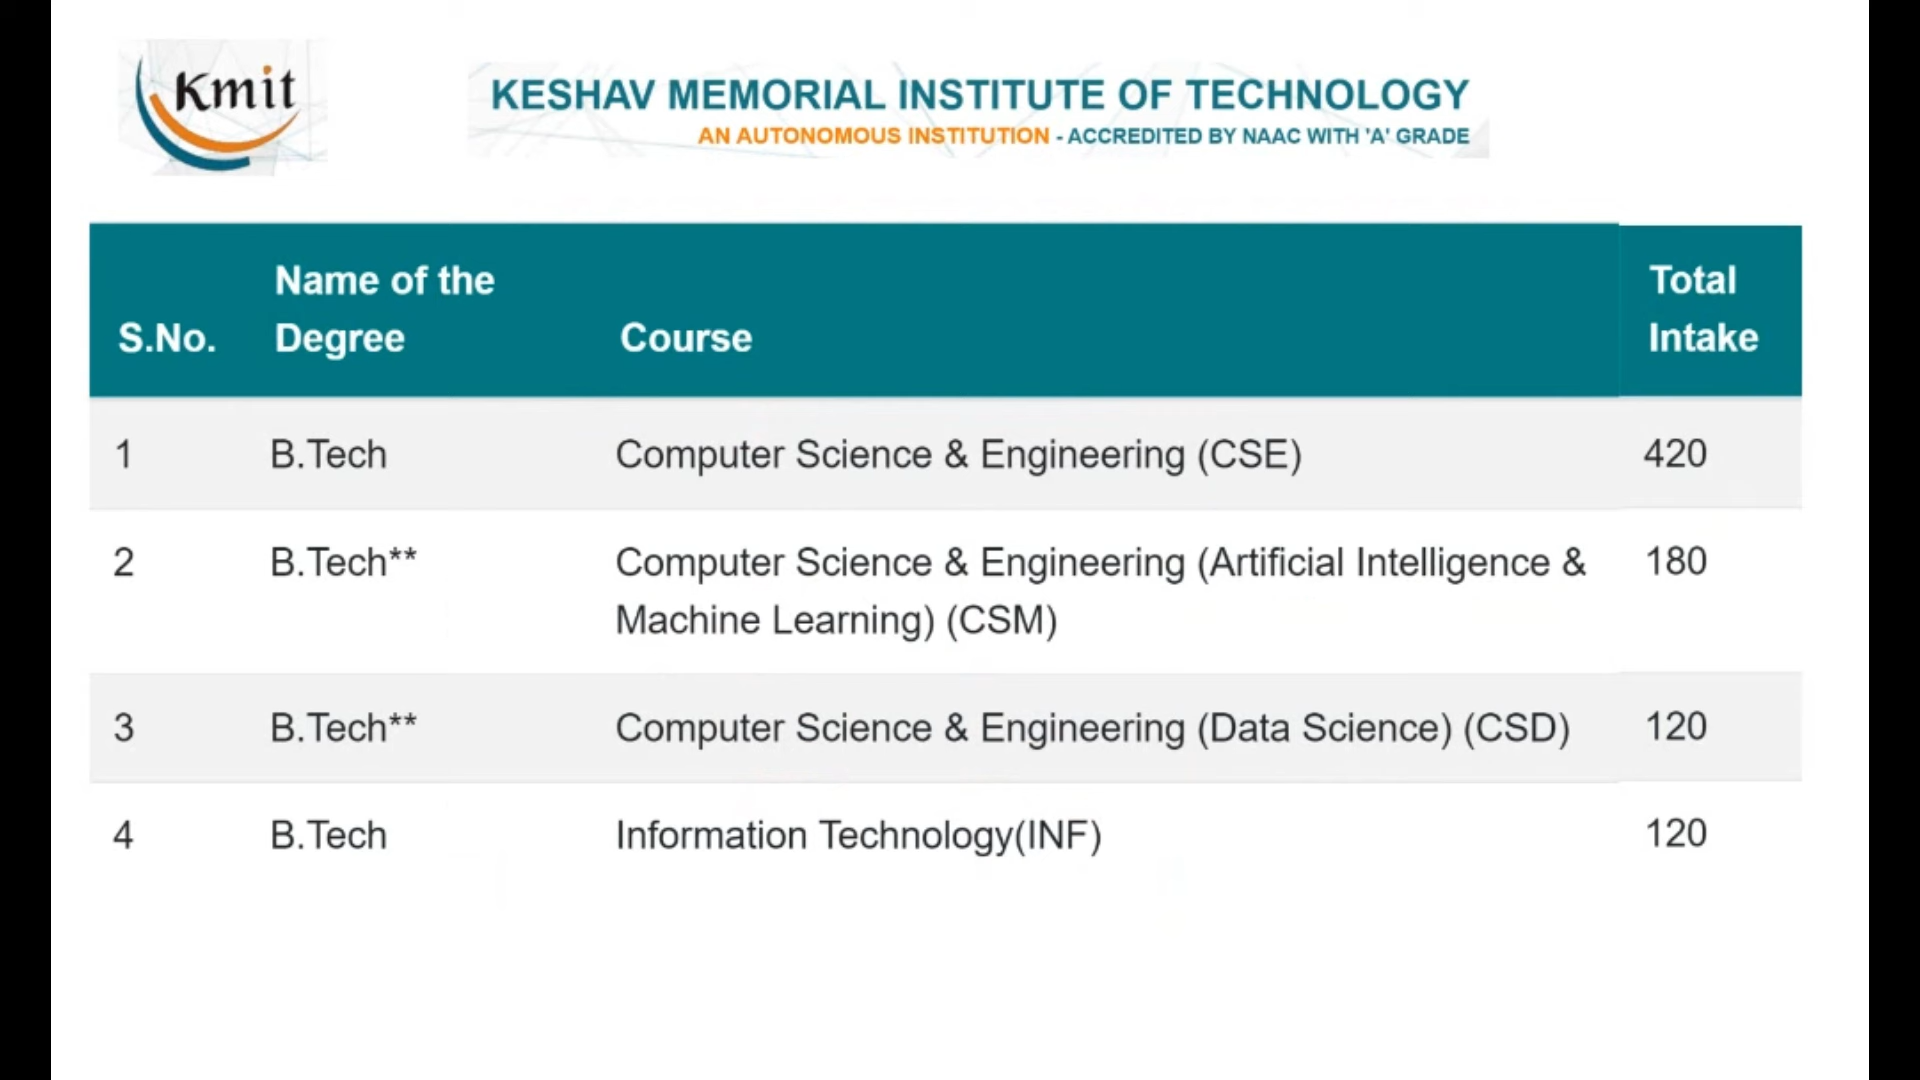 Kmit
KESHAV MEMORIAL INSTITUTE OF TECHNOLOGY
AN AUTONOMOUS INSTITUTION - ACCREDITED BY NAAC WITH 'A' GRADE
S.No. Name of the Degree Course Total Intake
1 B.Tech Computer Science & Engineering (CSE) 420
2 B.Tech** Computer Science & Engineering (Artificial Intelligence & 180
Machine Learning) (CSM)
3 B.Tech** Computer Science & Engineering (Data Science) (CSD) 120
4 B.Tech Information Technology(INF) 120